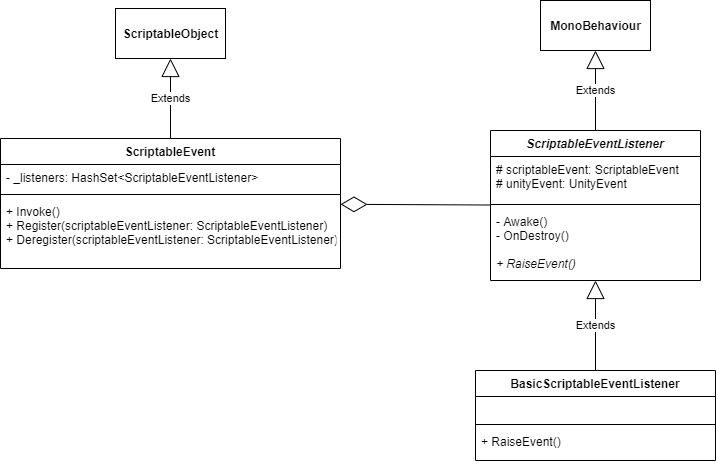 ScriptableObject
Extends
ScriptableEvent
- _listeners: HashSet<ScriptableEventListener>
+ Invoke()
+ Register(scriptableEventListener: ScriptableEventListener)
+ Deregister(scriptableEventListener: ScriptableEventListener)
MonoBehaviour
Extends
ScriptableEventListener
# scriptableEvent: ScriptableEvent
# unityEvent: UnityEvent
- Awake()
- OnDestroy()
+ RaiseEvent()
Extends
BasicScriptableEventListener
+ RaiseEvent()